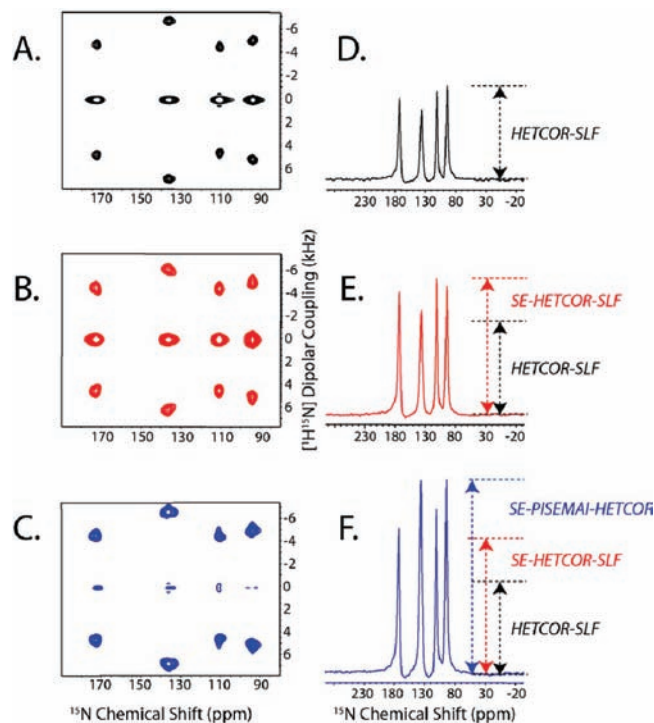 A.
-6
-4
-2
0
2
4
6
170 150 130 110 90
D.
HETCOR-SLF
230 180 130 80 30 -20
B.
-6
-4
-2
0
2
4
6
170 150 130 110 90
[¹H¹⁵N] Dipolar Coupling (kHz)
E.
SE-HETCOR-SLF
HETCOR-SLF
230 180 130 80 30 -20
C.
-6
-4
-2
0
2
4
6
170 150 130 110 90
¹⁵N Chemical Shift (ppm)
F.
SE-PISEMAI-HETCOR
SE-HETCOR-SLF
HETCOR-SLF
230 180 130 80 30 -20
¹⁵N Chemical Shift (ppm)